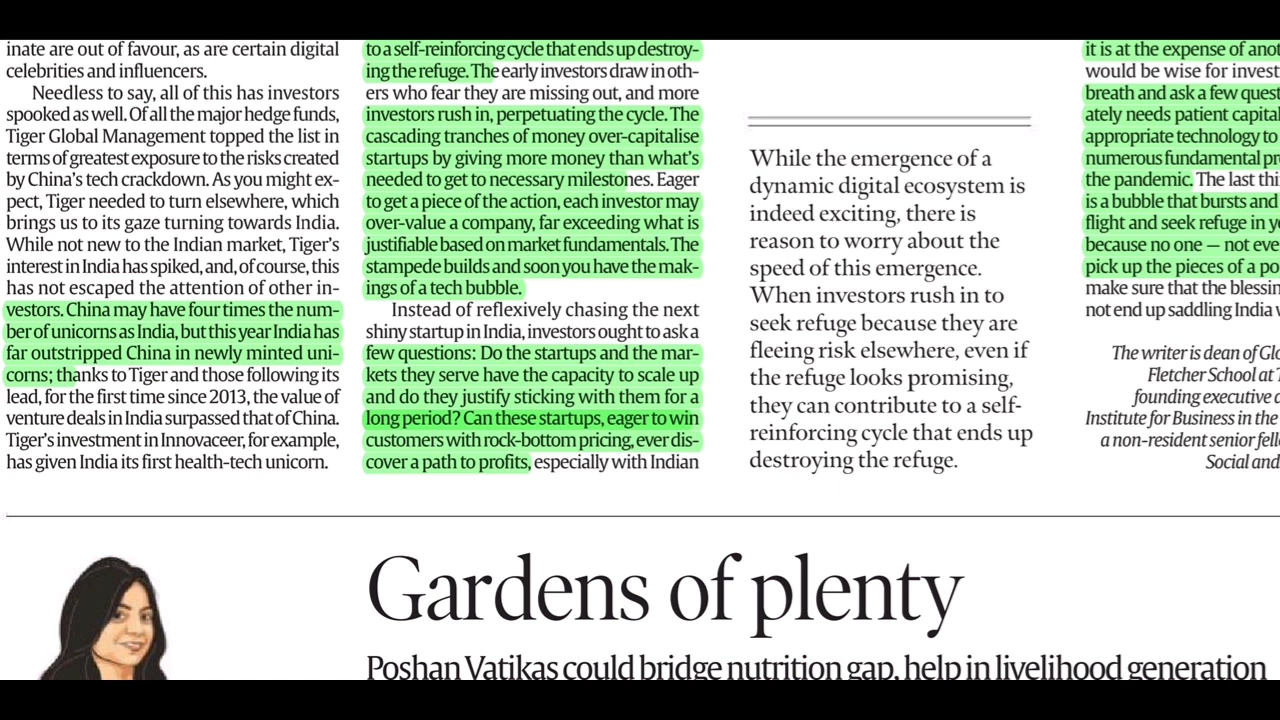 inate are out of favour, as are certain digital
celebrities and influencers.
Needless to say, all of this has investors
spooked as well. Of all the major hedge funds,
Tiger Global Management topped the list in
terms of greatest exposure to the risks created
by China's tech crackdown. As you might ex-
pect, Tiger needed to turn elsewhere, which
brings us to its gaze turning towards India.
While not new to the Indian market, Tiger's
interest in India has spiked, and, of course, this
has not escaped the attention of other in-
vestors. China may have four times the num-
ber of unicorns as India, but this year India has
far outstripped China in newly minted uni-
corns; thanks to Tiger and those following its
lead, for the first time since 2013, the value of
venture deals in India surpassed that of China.
Tiger's investment in Innovaceer, for example,
has given India its first health-tech unicorn.
to a self-reinforcing cycle that ends up destroy-
ing the refuge. The early investors draw in oth-
ers who fear they are missing out, and more
investors rush in, perpetuating the cycle. The
cascading tranches of money over-capitalise
startups by giving more money than what's
needed to get to necessary milestones. Eager
to get a piece of the action, each investor may
over-value a company, far exceeding what is
justifiable based on market fundamentals. The
stampede builds and soon you have the mak-
ings of a tech bubble.
Instead of reflexively chasing the next
shiny startup in India, investors ought to ask a
few questions: Do the startups and the mar-
kets they serve have the capacity to scale up
and do they justify sticking with them for a
long period? Can these startups, eager to win
customers with rock-bottom pricing, ever dis-
cover a path to profits, especially with Indian
While the emergence of a
dynamic digital ecosystem is
indeed exciting, there is
reason to worry about the
speed of this emergence.
When investors rush in to
seek refuge because they are
fleeing risk elsewhere, even if
the refuge looks promising,
they can contribute to a self-
reinforcing cycle that ends up
destroying the refuge.
it is at the expense of ano
would be wise for invest
breath and ask a few quest
ately needs patient capital
appropriate technology to
numerous fundamental pr
the pandemic. The last thi
is a bubble that bursts and
flight and seek refuge in y
because no one — not eve
pick up the pieces of a po
make sure that the blessin
not end up saddling India w
The writer is dean of Glo
Fletcher School at T
founding executive
Institute for Business in the
a non-resident senior fell
Social and
Gardens of plenty
Poshan Vatikas could bridge nutrition gap, help in livelihood generation